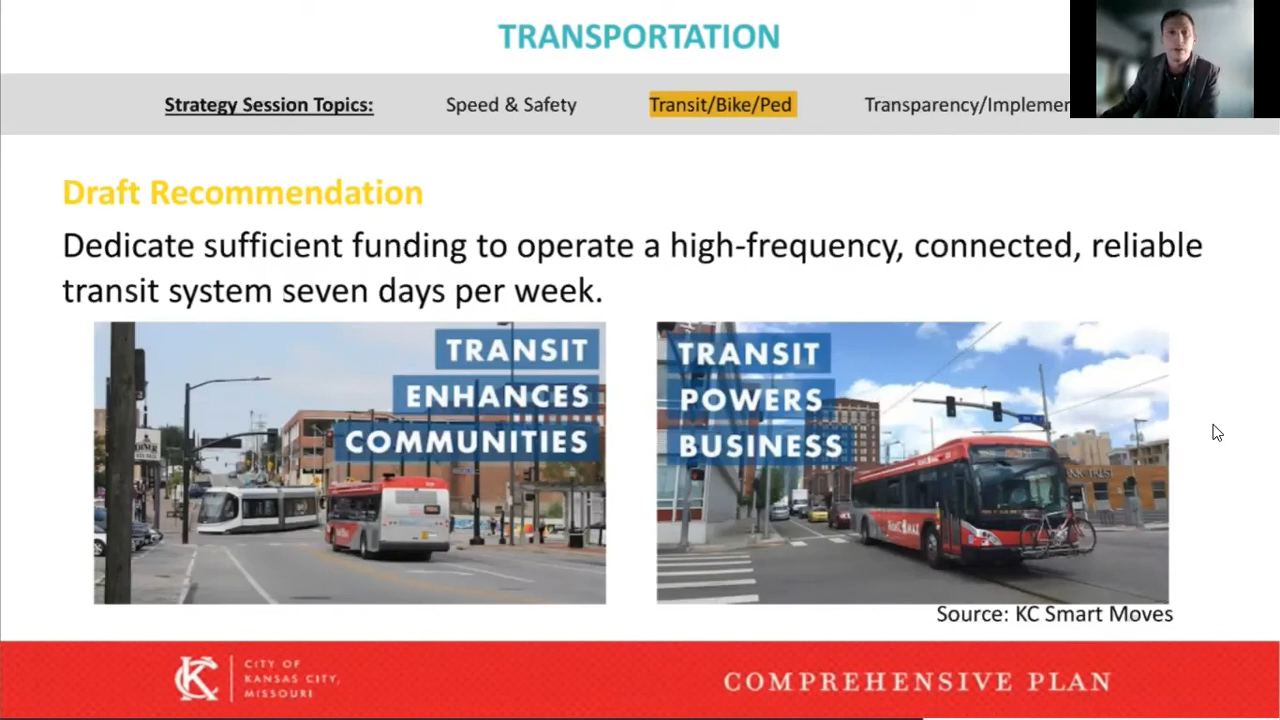 TRANSPORTATION
Strategy Session Topics: Speed & Safety Transit/Bike/Ped Transparency/Implemen
Draft Recommendation
Dedicate sufficient funding to operate a high-frequency, connected, reliable
transit system seven days per week.
TRANSIT
ENHANCES
COMMUNITIES
TRANSIT
POWERS
BUSINESS
Source: KC Smart Moves
KC
CITY OF
KANSAS CITY,
MISSOURI
COMPREHENSIVE PLAN